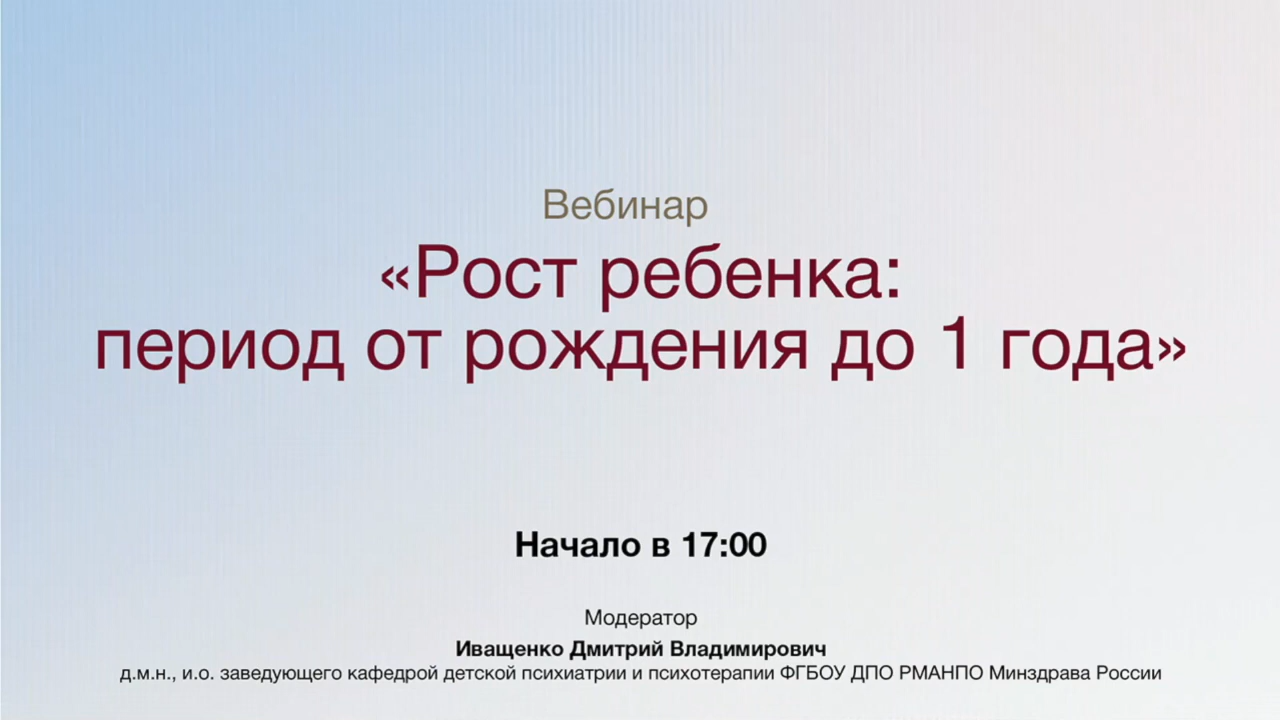 Вебинар
«Рост ребенка:
период от рождения до 1 года»
Начало в 17:00
Модератор
Иващенко Дмитрий Владимирович
д.м.н., и.о. заведующего кафедрой детской психиатрии и психотерапии ФГБОУ ДПО РМАНПО Минздрава России